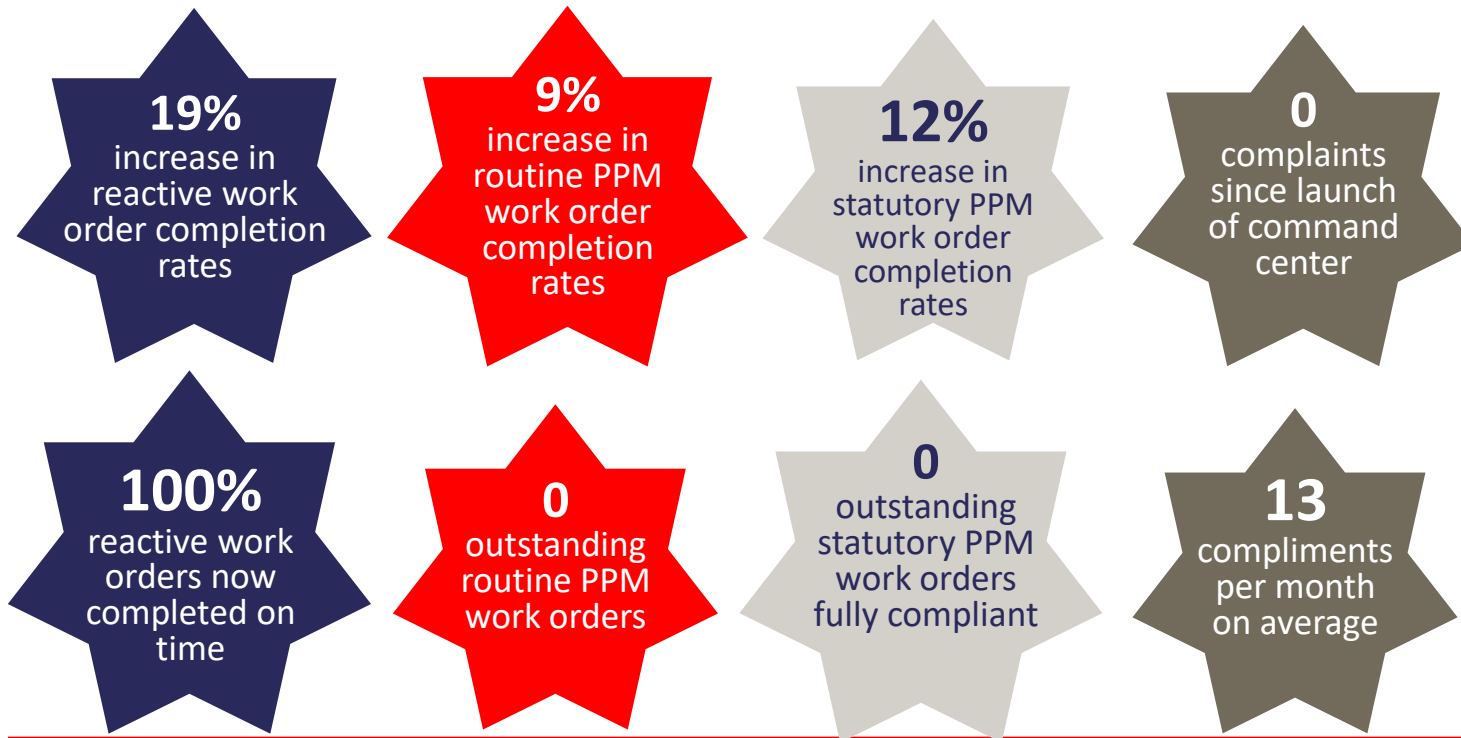 19%
increase in
reactive work
order completion
rates
9%
increase in
routine PPM
work order
completion
rates
12%
increase in
statutory PPM
work order
completion
rates
0
complaints
since launch
of command
center
100%
reactive work
orders now
completed on
time
0
outstanding
routine PPM
work orders
0
outstanding
statutory PPM
work orders
fully compliant
13
compliments
per month
on average